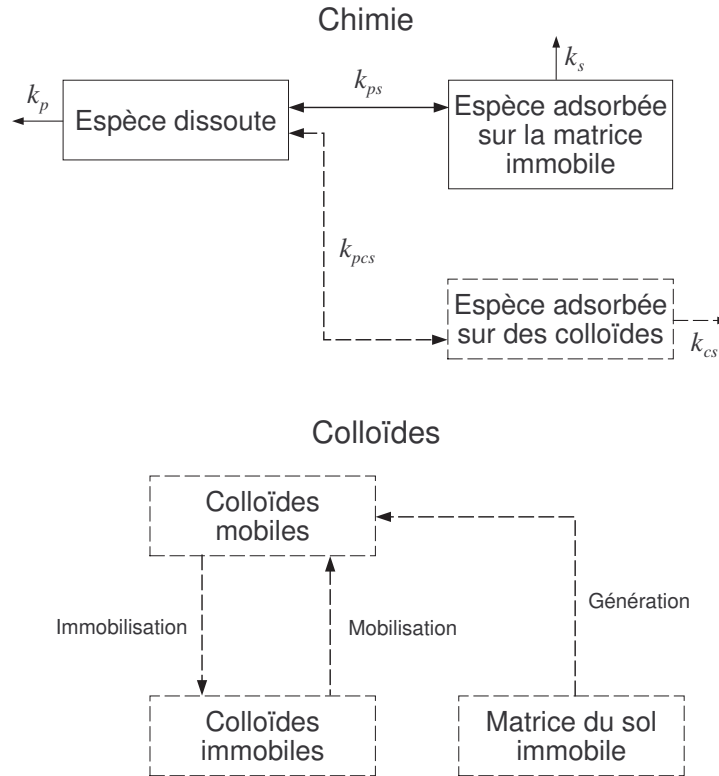 Chimie
k_p
Espèce dissoute
k_ps
k_s
Espèce adsorbée
sur la matrice
immobile
k_pcs
Espèce adsorbée
sur des colloïdes
k_cs
Colloïdes
Colloïdes
mobiles
Immobilisation
Mobilisation
Génération
Colloïdes
immobiles
Matrice du sol
immobile